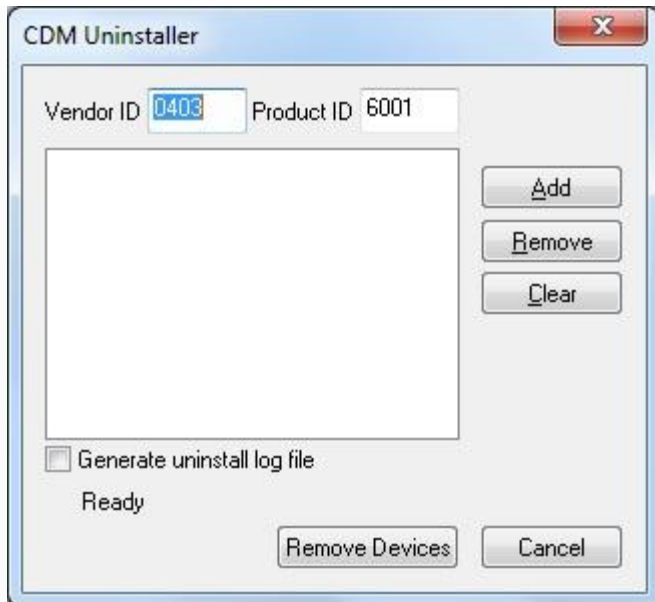 CDM Uninstaller
Vendor ID 0403 Product ID 6001
Add
Remove
Clear
Generate uninstall log file
Ready
Remove Devices Cancel